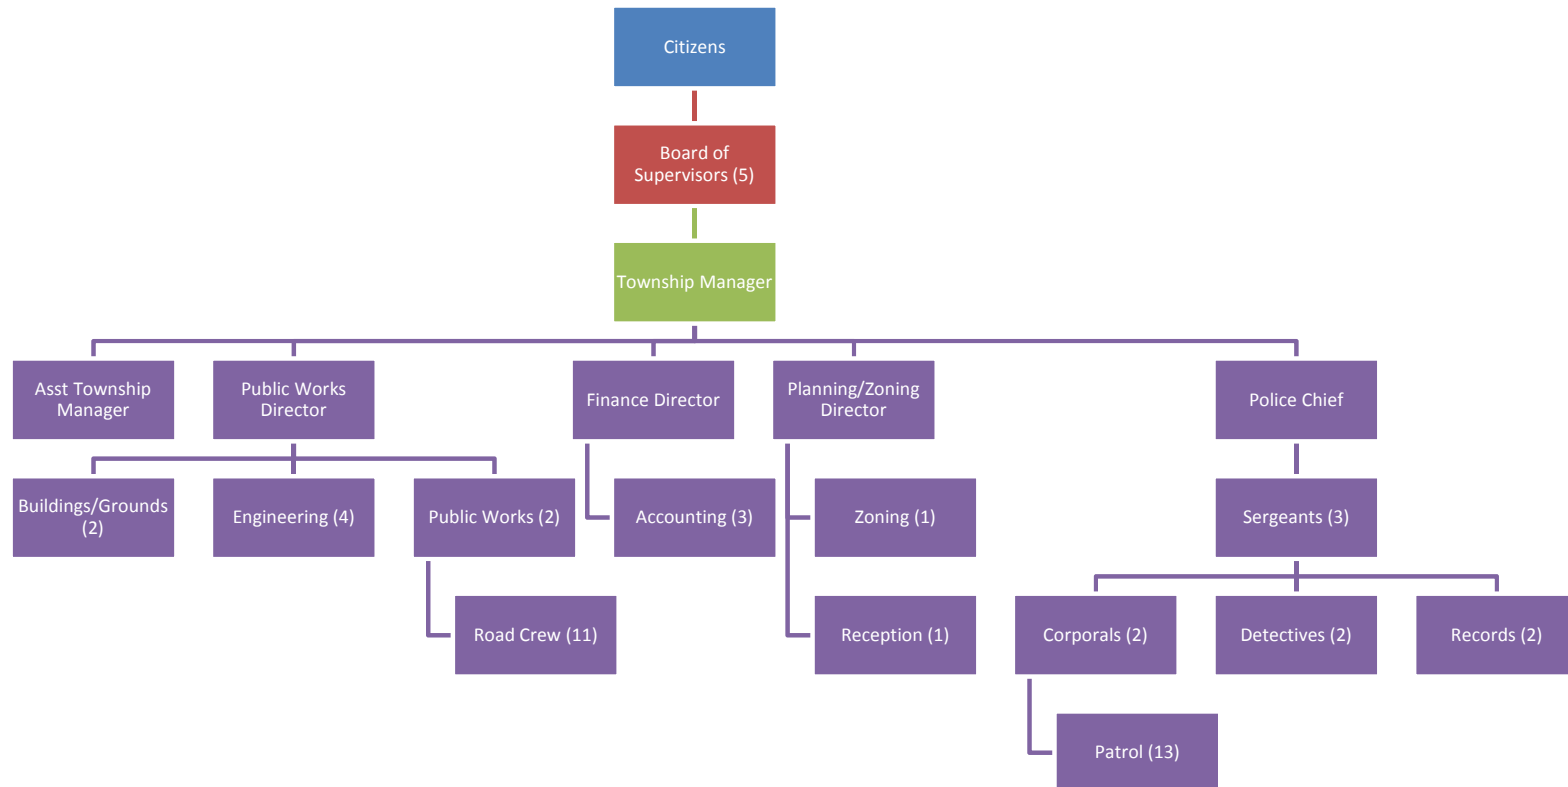 Citizens
Board of
Supervisors (5)
Township Manager
Asst Township
Manager
Public Works
Director
Finance Director
Planning/Zoning
Director
Police Chief
Buildings/Grounds
(2)
Engineering (4)
Public Works (2)
Accounting (3)
Zoning (1)
Sergeants (3)
Road Crew (11)
Reception (1)
Corporals (2)
Detectives (2)
Records (2)
Patrol (13)